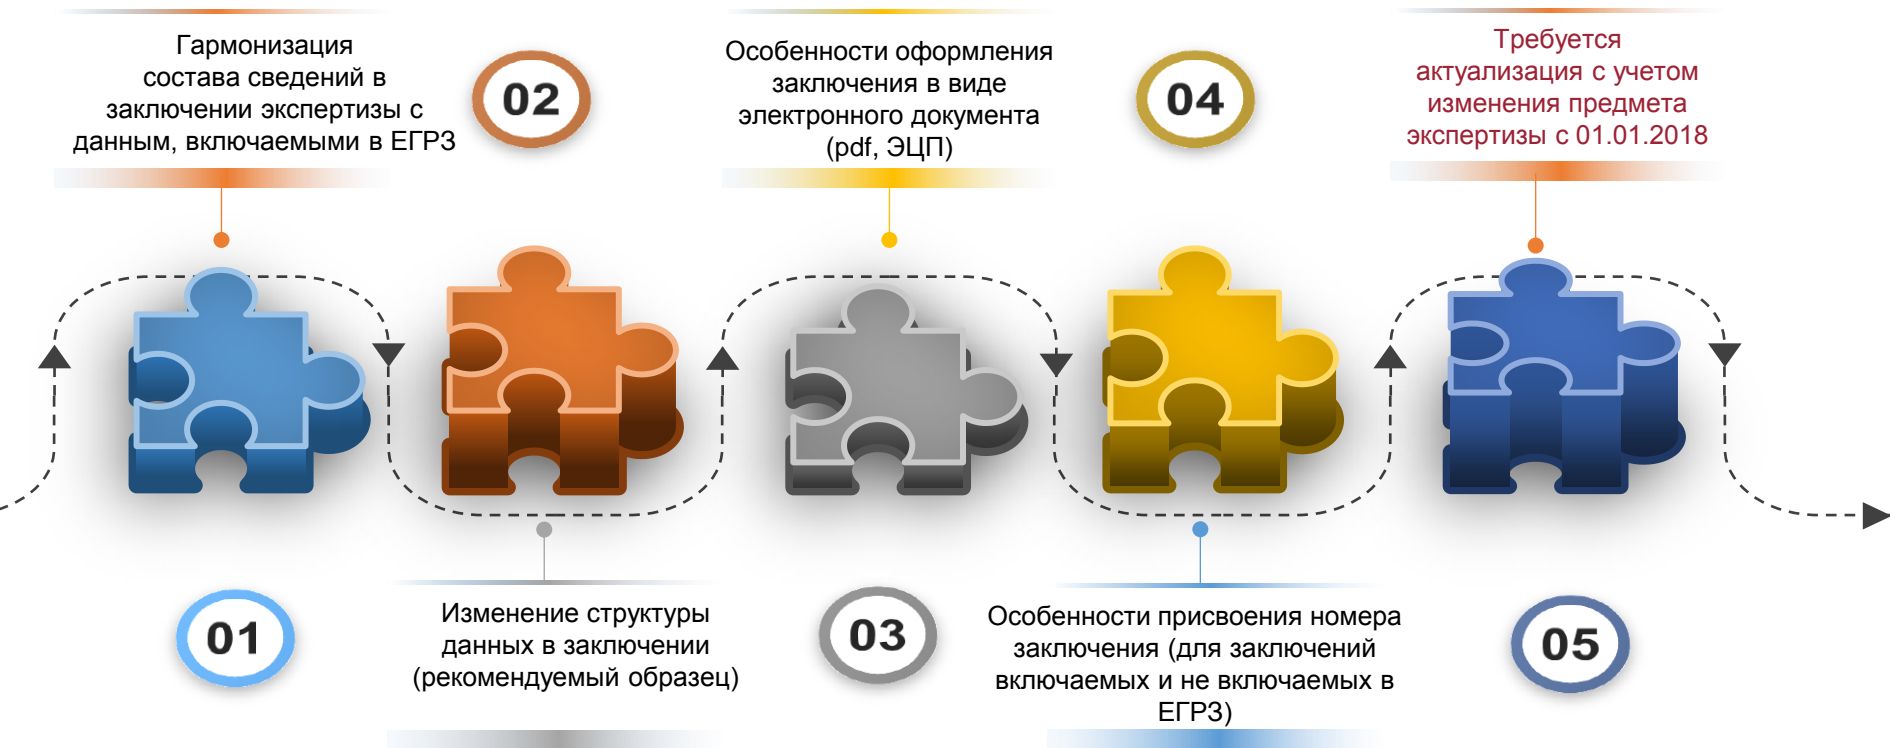 Гармонизация
состава сведений в
заключении экспертизы с
данным, включаемыми в ЕГРЗ
01
02
Изменение структуры
данных в заключении
(рекомендуемый образец)
Особенности оформления
заключения в виде
электронного документа
(pdf, ЭЦП)
03
04
Особенности присвоения номера
заключения (для заключений
включаемых и не включаемых в
ЕГРЗ)
Требуется
актуализация с учетом
изменения предмета
экспертизы с 01.01.2018
05